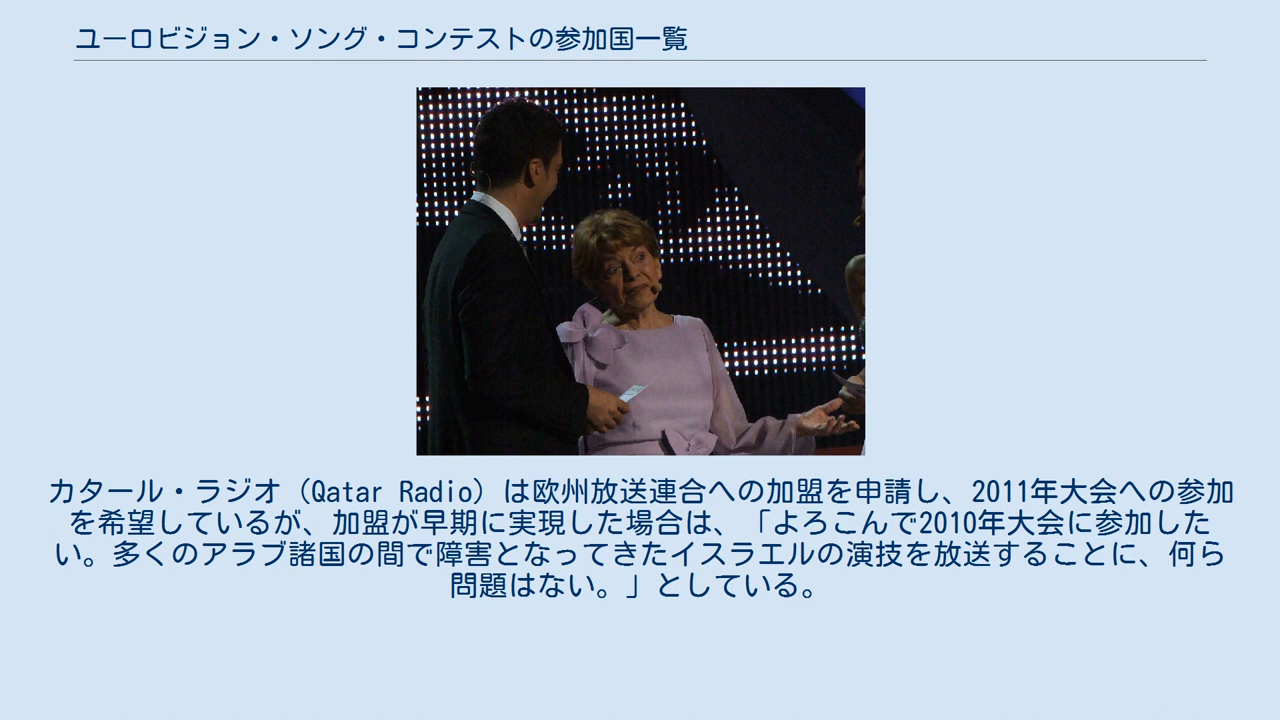 ユーロビジョン・ソング・コンテストの参加国一覧
カタール・ラジオ（Qatar Radio）は欧州放送連合への加盟を申請し、2011年大会への参加
を希望しているが、加盟が早期に実現した場合は、「よろこんで2010年大会に参加した
い。多くのアラブ諸国の間で障害となってきたイスラエルの演技を放送することに、何ら
問題はない。」としている。